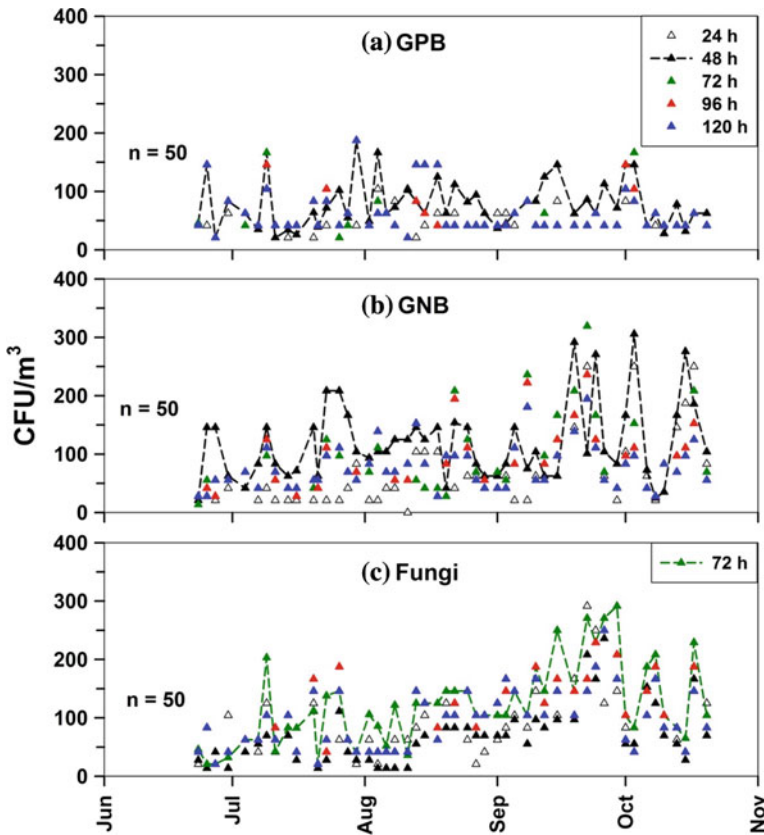 400
(a) GPB
24 h
48 h
72 h
96 h
120 h
300
200
n = 50
100
0
400
(b) GNB
300
200
n = 50
100
0
CFU/m³
400
(c) Fungi
72 h
300
200
n = 50
100
0
Jun
Jul
Aug
Sep
Oct
Nov